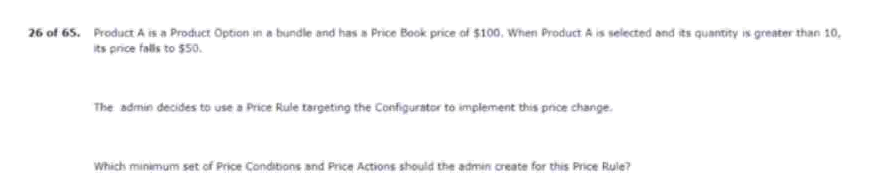 26 of 65. Product A is a Product Option in a bundle and has a Price Book price of $100. When Product A is selected and its quantity is greater than 10,
its price falls to $50.
The admin decides to use a Price Rule targeting the Configurator to implement this price change.
Which minimum set of Price Conditions and Price Actions should the admin create for this Price Rule?